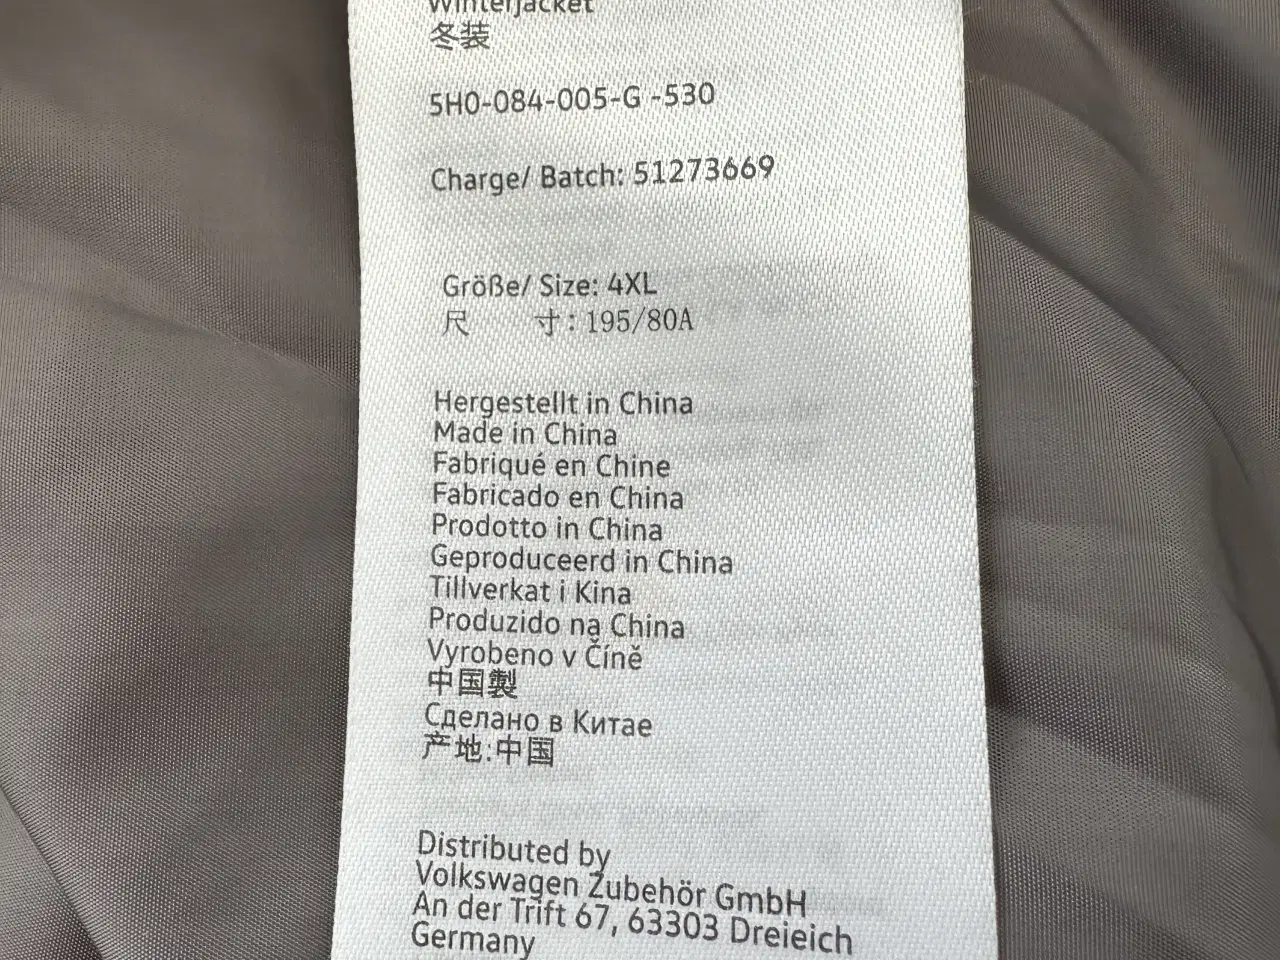 Winterjacket
冬装
5H0-084-005-G -530
Charge/ Batch: 51273669
Größe/ Size: 4XL
尺 寸: 195/80A
Hergestellt in China
Made in China
Fabriqué en Chine
Fabricado en China
Prodotto in China
Geproduceerd in China
Tillverkat i Kina
Produzido na China
Vyrobeno v Číně
中国製
Сделано в Китае
产地:中国
Distributed by
Volkswagen Zubehör GmbH
An der Trift 67, 63303 Dreieich
Germany